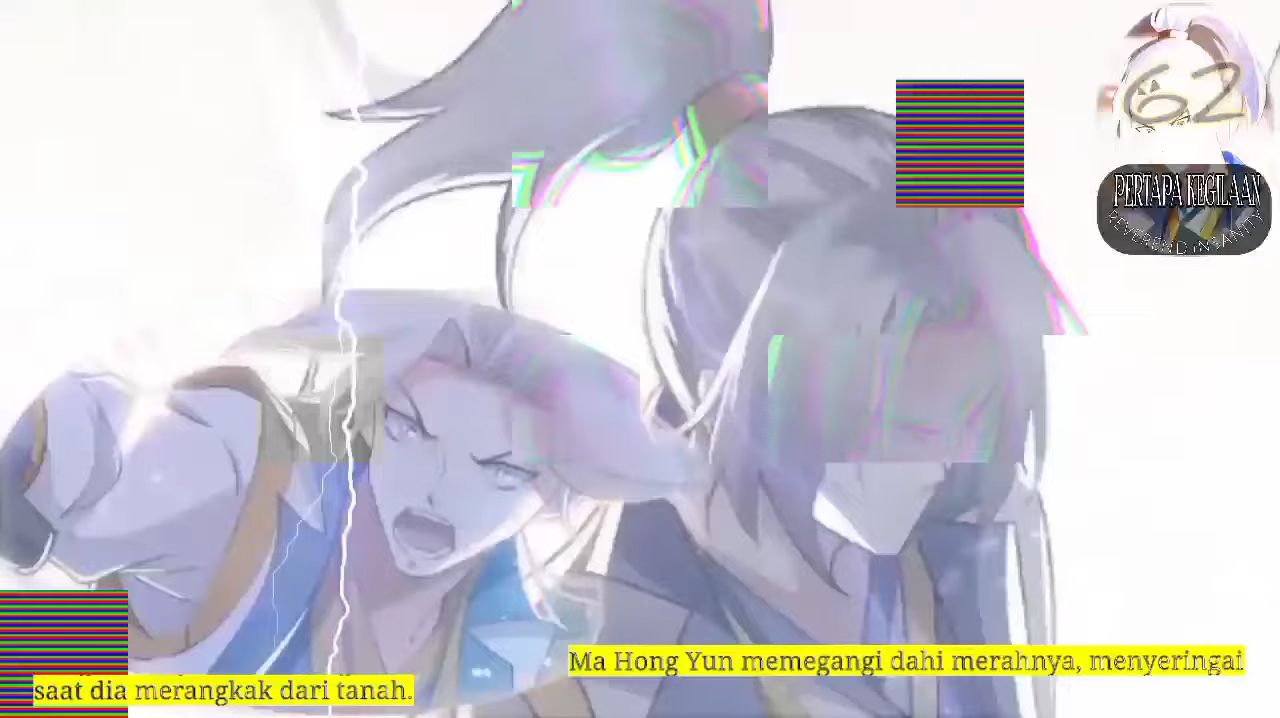 62
PERTAPA KEGILAAN
REVEREND INSANITY
Ma Hong Yun memegangi dahi merahnya, menyeringai
saat dia merangkak dari tanah.